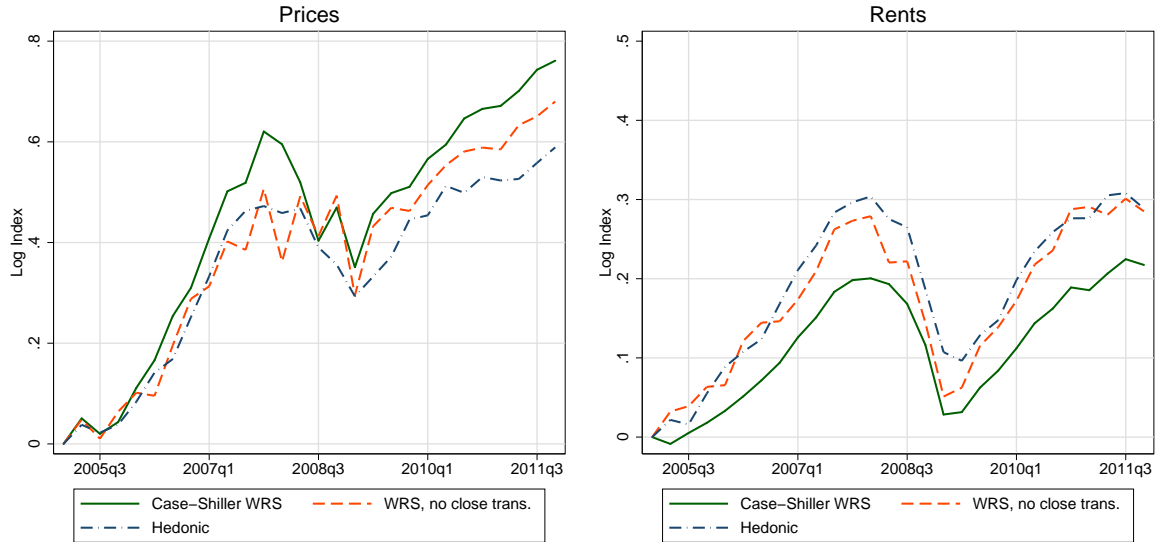 Prices
Log Index
0
.2
.4
.6
.8
2005q3 2007q1 2008q3 2010q1 2011q3
Case−Shiller WRS WRS, no close trans.
Hedonic
Rents
Log Index
0
.1
.2
.3
.4
.5
2005q3 2007q1 2008q3 2010q1 2011q3
Case−Shiller WRS WRS, no close trans.
Hedonic